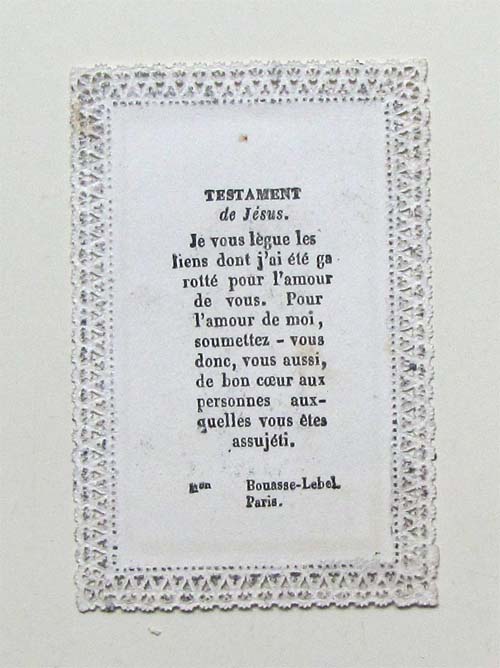 TESTAMENT
de Jésus.
Je vous lègue les
liens dont j'ai été ga
rotté pour l'amour
de vous. Pour
l'amour de moi,
soumettez - vous
donc, vous aussi,
de bon cœur aux
personnes aux-
quelles vous êtes
assujéti.
Mon Bouasse-Lebel
Paris.